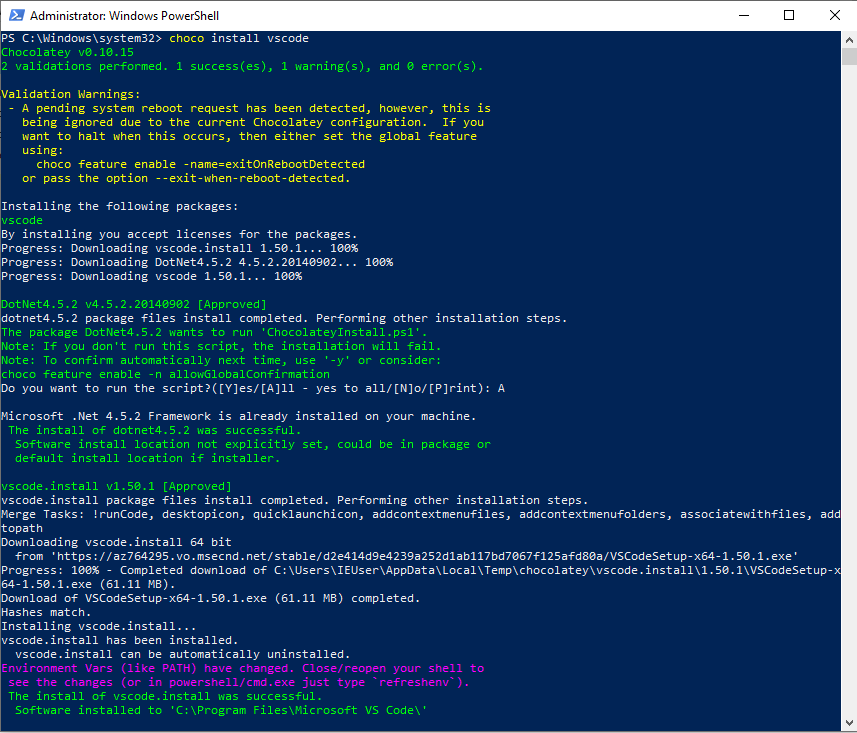 Administrator: Windows PowerShell
PS C:\Windows\system32> choco install vscode
Chocolatey v0.10.15
2 validations performed. 1 success(es), 1 warning(s), and 0 error(s).
Validation Warnings:
 - A pending system reboot request has been detected, however, this is
   being ignored due to the current Chocolatey configuration.  If you
   want to halt when this occurs, then either set the global feature
   using:
     choco feature enable -name=exitOnRebootDetected
   or pass the option --exit-when-reboot-detected.
Installing the following packages:
vscode
By installing you accept licenses for the packages.
Progress: Downloading vscode.install 1.50.1... 100%
Progress: Downloading DotNet4.5.2 4.5.2.20140902... 100%
Progress: Downloading vscode 1.50.1... 100%
DotNet4.5.2 v4.5.2.20140902 [Approved]
dotnet4.5.2 package files install completed. Performing other installation steps.
The package DotNet4.5.2 wants to run 'ChocolateyInstall.ps1'.
Note: If you don't run this script, the installation will fail.
Note: To confirm automatically next time, use '-y' or consider:
choco feature enable -n allowGlobalConfirmation
Do you want to run the script?([Y]es/[A]ll - yes to all/[N]o/[P]rint): A
Microsoft .Net 4.5.2 Framework is already installed on your machine.
 The install of dotnet4.5.2 was successful.
  Software install location not explicitly set, could be in package or
  default install location if installer.
vscode.install v1.50.1 [Approved]
vscode.install package files install completed. Performing other installation steps.
Merge Tasks: !runCode, desktopicon, quicklaunchicon, addcontextmenufiles, addcontextmenufolders, associatewithfiles, add
topath
Downloading vscode.install 64 bit
  from 'https://az764295.vo.msecnd.net/stable/d2e414d9e4239a252d1ab117bd7067f125afd80a/VSCodeSetup-x64-1.50.1.exe'
Progress: 100% - Completed download of C:\Users\IEUser\AppData\Local\Temp\chocolatey\vscode.install\1.50.1\VSCodeSetup-x
64-1.50.1.exe (61.11 MB).
Download of VSCodeSetup-x64-1.50.1.exe (61.11 MB) completed.
Hashes match.
Installing vscode.install...
vscode.install has been installed.
  vscode.install can be automatically uninstalled.
Environment Vars (like PATH) have changed. Close/reopen your shell to
 see the changes (or in powershell/cmd.exe just type `refreshenv`).
 The install of vscode.install was successful.
  Software installed to 'C:\Program Files\Microsoft VS Code\'